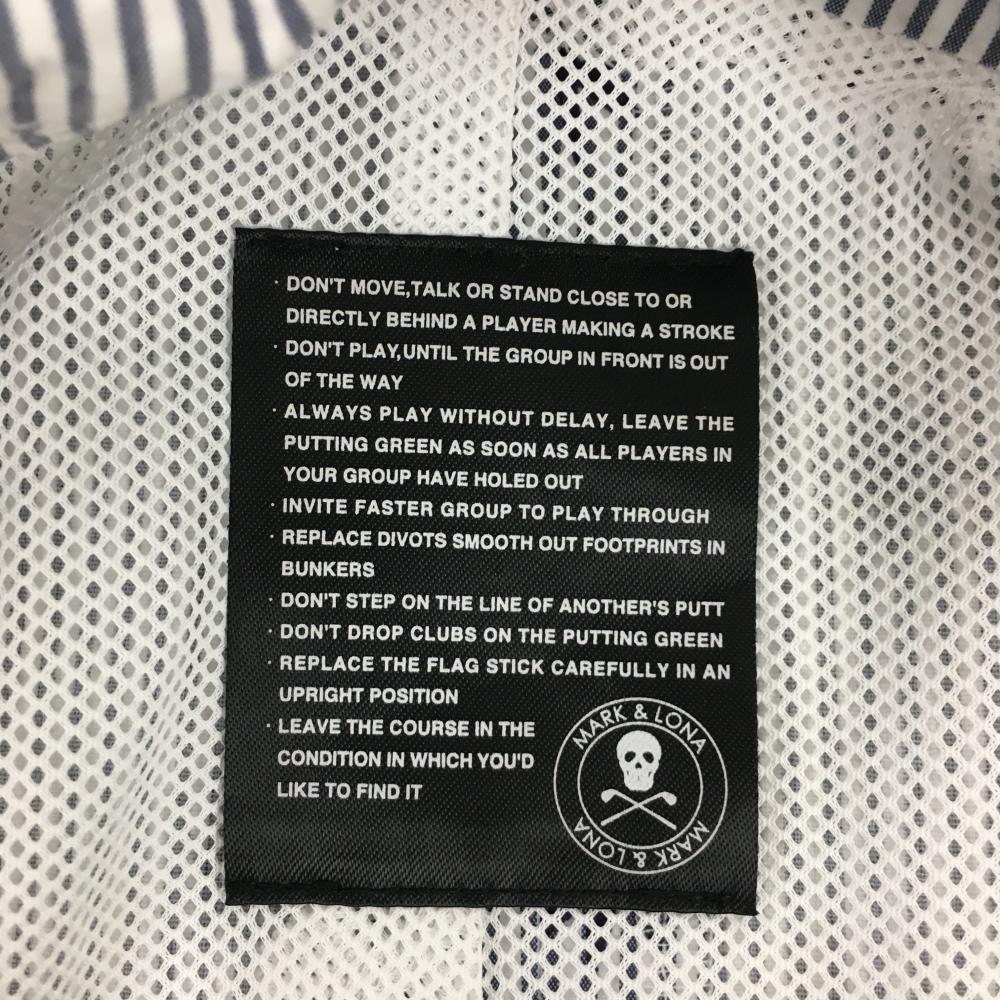 · DON'T MOVE,TALK OR STAND CLOSE TO OR
DIRECTLY BEHIND A PLAYER MAKING A STROKE
· DON'T PLAY,UNTIL THE GROUP IN FRONT IS OUT
OF THE WAY
· ALWAYS PLAY WITHOUT DELAY, LEAVE THE
PUTTING GREEN AS SOON AS ALL PLAYERS IN
YOUR GROUP HAVE HOLED OUT
· INVITE FASTER GROUP TO PLAY THROUGH
· REPLACE DIVOTS SMOOTH OUT FOOTPRINTS IN
BUNKERS
· DON'T STEP ON THE LINE OF ANOTHER'S PUTT
· DON'T DROP CLUBS ON THE PUTTING GREEN
· REPLACE THE FLAG STICK CAREFULLY IN AN
UPRIGHT POSITION
· LEAVE THE COURSE IN THE
CONDITION IN WHICH YOU'D
LIKE TO FIND IT
MARK & LONA
MARK & LONA